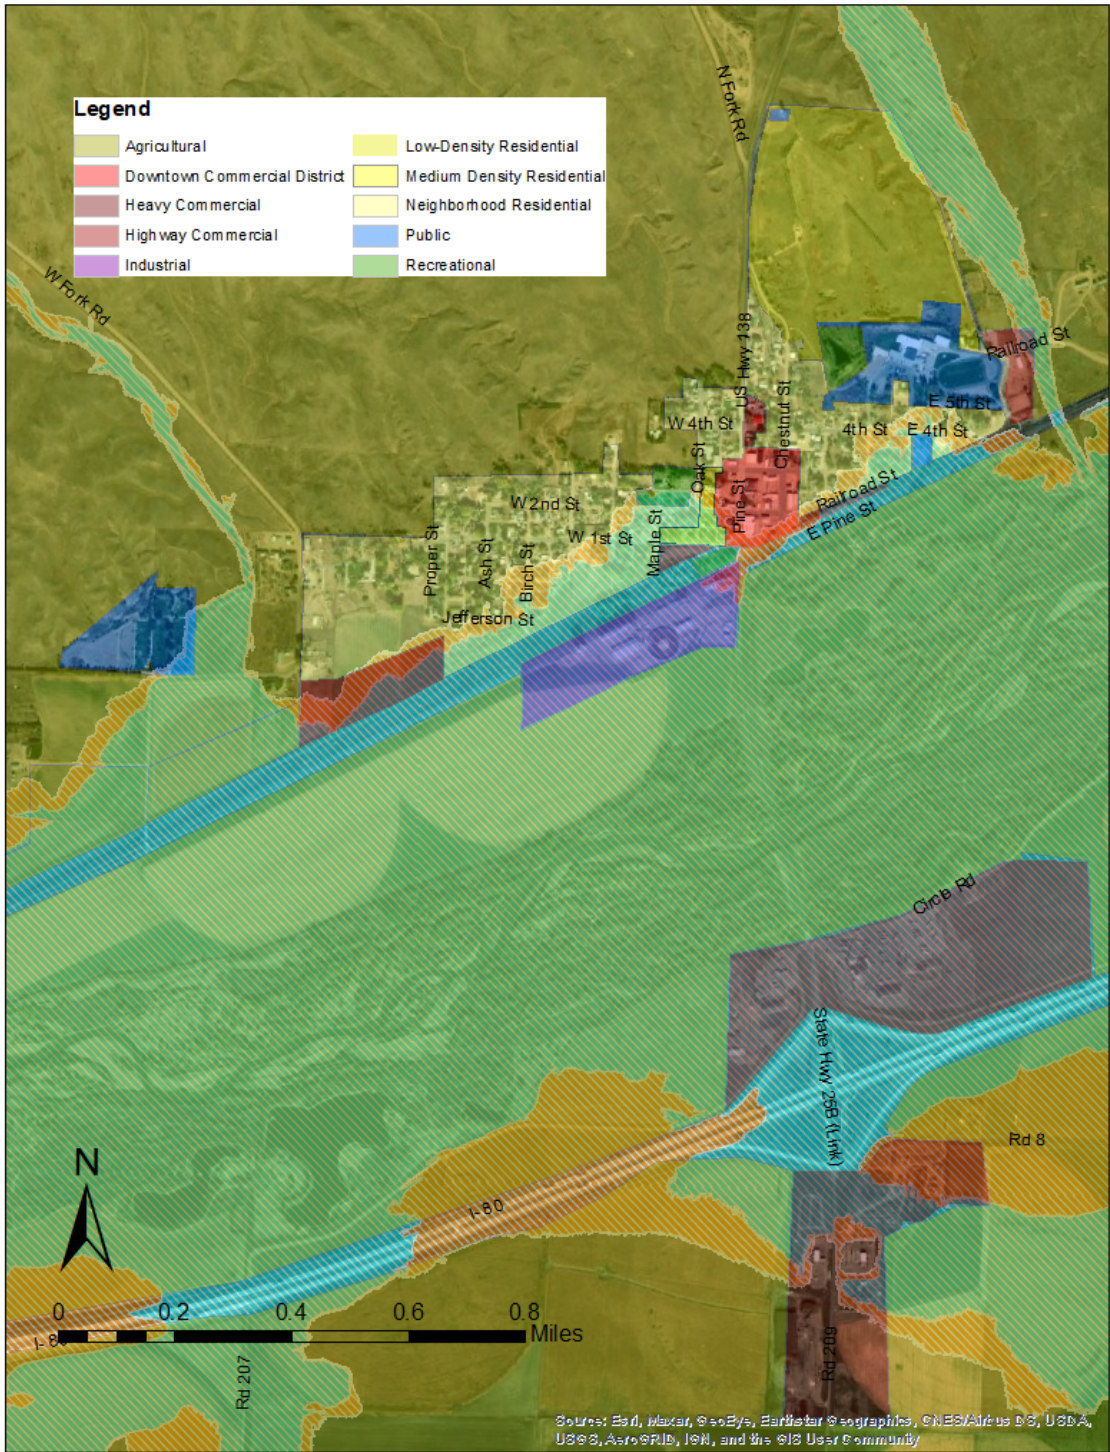 N Fork Rd
Legend
Agricultural
Low-Density Residential
Downtown Commercial District
Medium Density Residential
Heavy Commercial
Neighborhood Residential
Highway Commercial
Public
Industrial
Recreational
W Fork Rd
US Hwy 138
Railroad St
Chestnut St
E 5th St
W 4th St
4th St
E 4th St
Oak St
Railroad St
W 2nd St
Pine St
E Pine St
W 1st St
Maple St
Proper St
Ash St
Birch St
Jefferson St
Circle Rd
State Hwy 25B (Link)
Rd 8
N
I-80
0
0.2
0.4
0.6
0.8
Miles
I-80
Rd 207
Rd 209
Source: Esri, Maxar, GeoEye, Earthstar Geographics, CNES/Airbus DS, USDA,
USGS, AeroGRID, IGN, and the GIS User Community